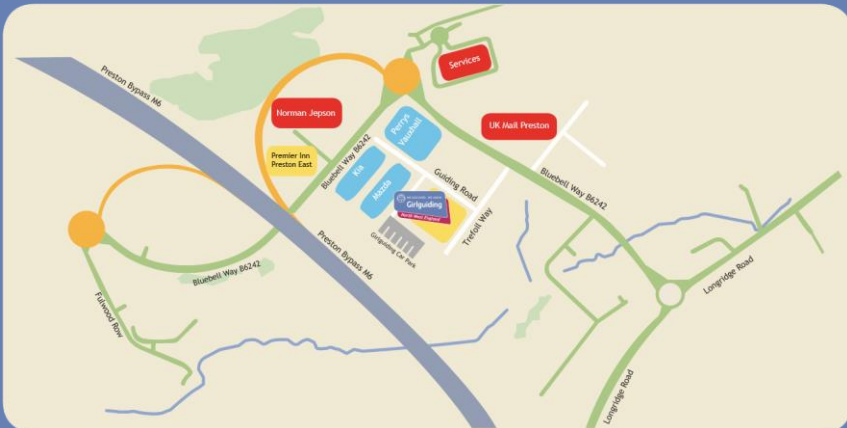 Preston Bypass M6
Services
Norman Jepson
Perrys
Vauxhall
UK Mail Preston
Bluebell Way B6242
Premier Inn
Preston East
Kia
Mazda
Guiding Road
Bluebell Way B6242
Girlguiding
North West England
Trefoil Way
Girlguiding Car Park
Preston Bypass M6
Bluebell Way B6242
Fulwood Row
Longridge Road
Longridge Road